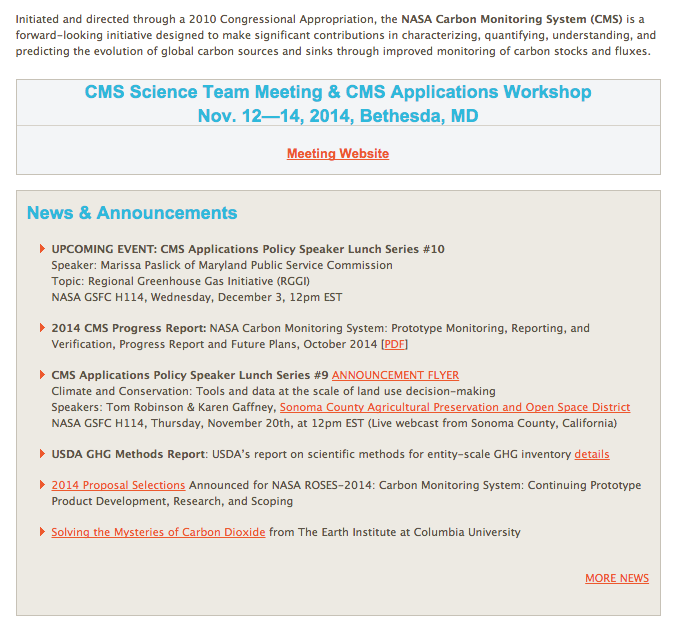 Initiated and directed through a 2010 Congressional Appropriation, the NASA Carbon Monitoring System (CMS) is a
forward-looking initiative designed to make significant contributions in characterizing, quantifying, understanding, and
predicting the evolution of global carbon sources and sinks through improved monitoring of carbon stocks and fluxes.
CMS Science Team Meeting & CMS Applications Workshop
Nov. 12—14, 2014, Bethesda, MD
Meeting Website
News & Announcements
UPCOMING EVENT: CMS Applications Policy Speaker Lunch Series #10
Speaker: Marissa Paslick of Maryland Public Service Commission
Topic: Regional Greenhouse Gas Initiative (RGGI)
NASA GSFC H114, Wednesday, December 3, 12pm EST
2014 CMS Progress Report: NASA Carbon Monitoring System: Prototype Monitoring, Reporting, and
Verification, Progress Report and Future Plans, October 2014 [PDF]
CMS Applications Policy Speaker Lunch Series #9 ANNOUNCEMENT FLYER
Climate and Conservation: Tools and data at the scale of land use decision-making
Speakers: Tom Robinson & Karen Gaffney, Sonoma County Agricultural Preservation and Open Space District
NASA GSFC H114, Thursday, November 20th, at 12pm EST (Live webcast from Sonoma County, California)
USDA GHG Methods Report: USDA's report on scientific methods for entity-scale GHG inventory details
2014 Proposal Selections Announced for NASA ROSES-2014: Carbon Monitoring System: Continuing Prototype
Product Development, Research, and Scoping
Solving the Mysteries of Carbon Dioxide from The Earth Institute at Columbia University
MORE NEWS